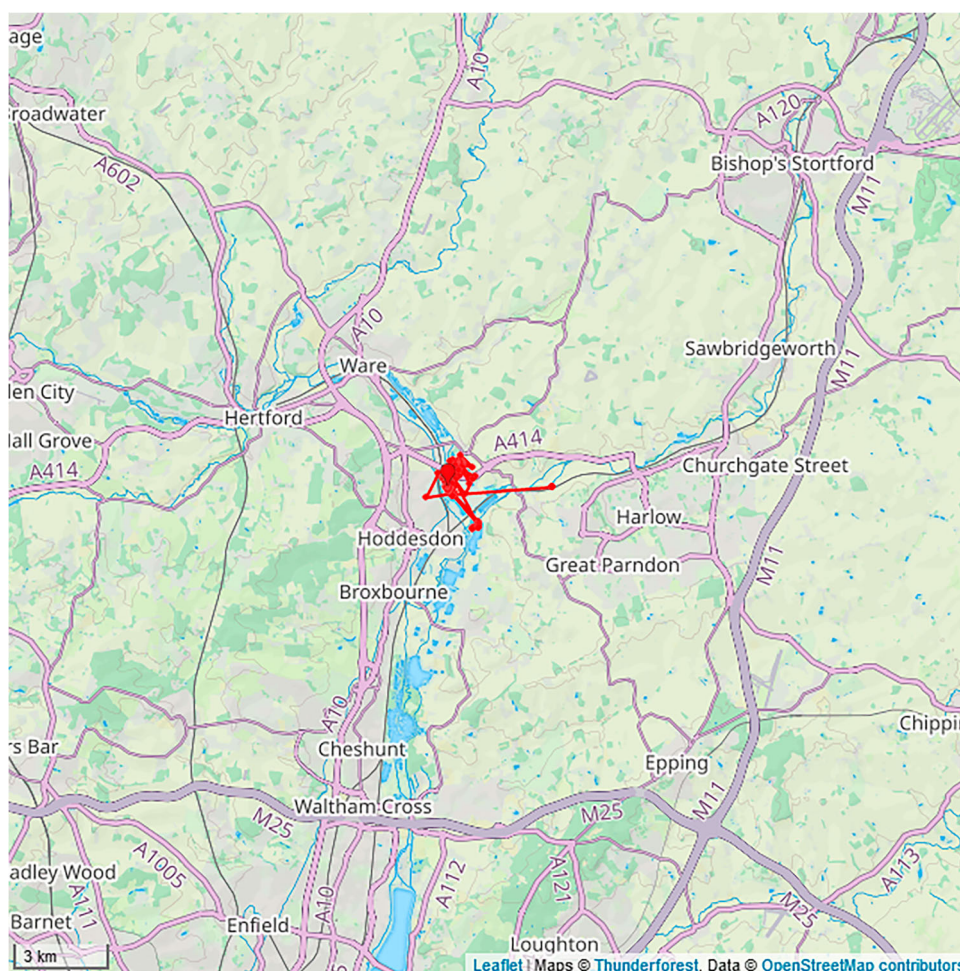 age
A10
Broadwater
A120
A602
Bishop's Stortford
M11
A10
Sawbridgeworth
Ware
M11
len City
Hertford
Hall Grove
A414
A414
Churchgate Street
Harlow
Hoddesdon
Great Parndon
M11
Broxbourne
A10
Chippin
rs Bar
Cheshunt
Epping
Waltham Cross
M11
M25
M25
A1005
A113
adley Wood
A112
A121
A111
A10
M25
Barnet
Enfield
Loughton
3 km
Leaflet | Maps © Thunderforest, Data © OpenStreetMap contributors